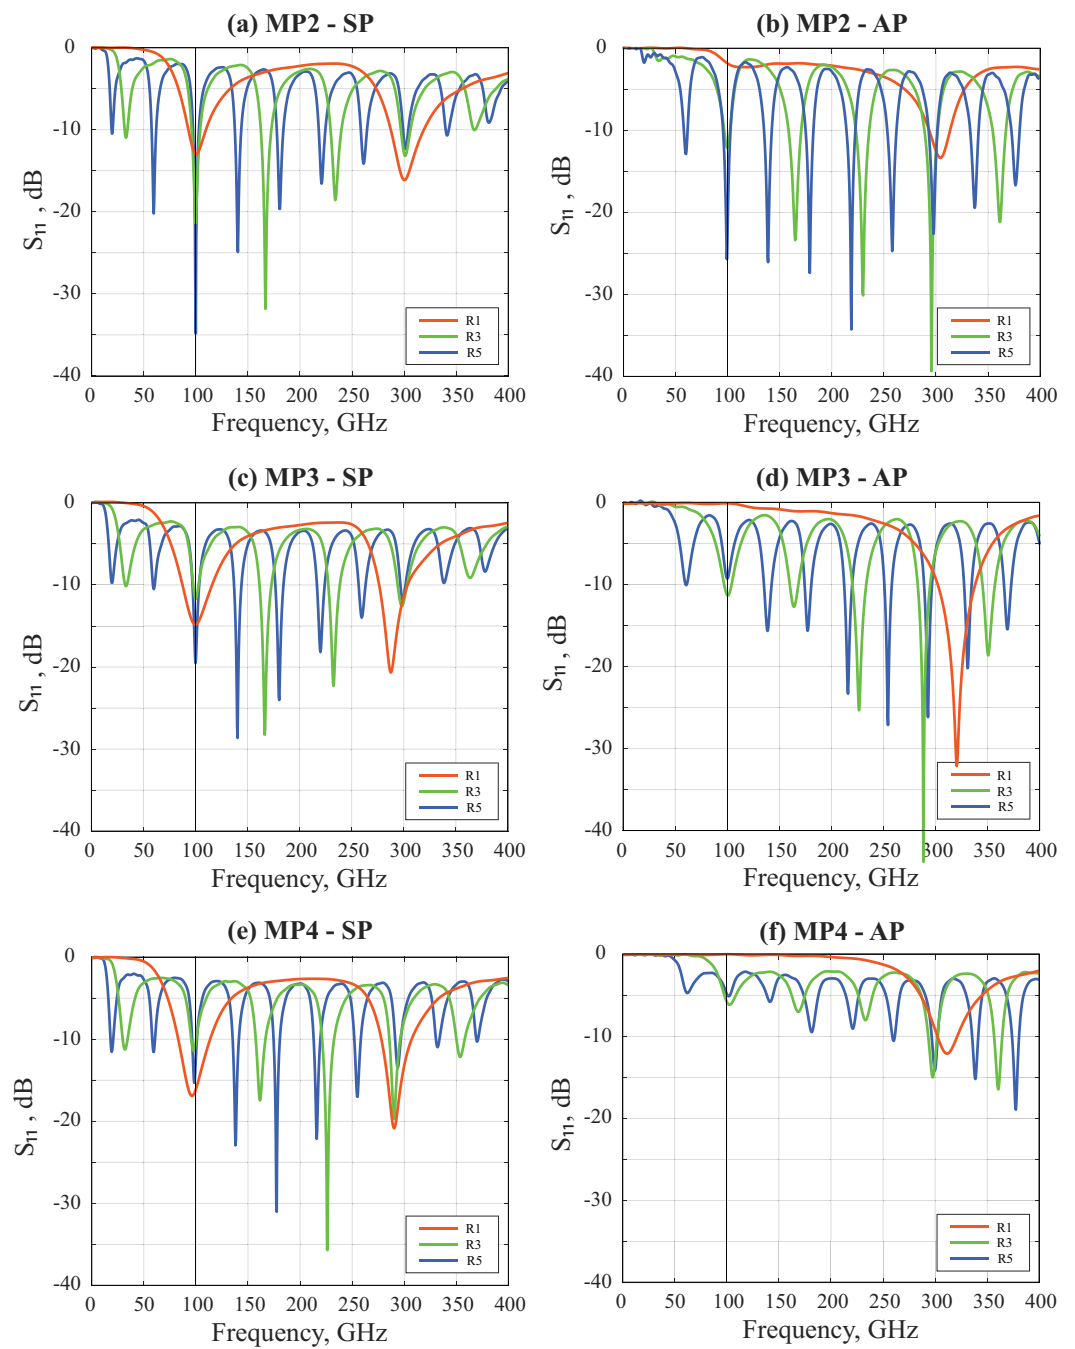 (a) MP2 - SP
(b) MP2 - AP
0
-10
-20
-30
-40
S11 , dB
R1
R3
R5
0 50 100 150 200 250 300 350 400
Frequency, GHz
0
-10
-20
-30
-40
S11 , dB
R1
R3
R5
0 50 100 150 200 250 300 350 400
Frequency, GHz
(c) MP3 - SP
(d) MP3 - AP
0
-10
-20
-30
-40
S11 , dB
R1
R3
R5
0 50 100 150 200 250 300 350 400
Frequency, GHz
0
-10
-20
-30
-40
S11 , dB
R1
R3
R5
0 50 100 150 200 250 300 350 400
Frequency, GHz
(e) MP4 - SP
(f) MP4 - AP
0
-10
-20
-30
-40
S11 , dB
R1
R3
R5
0 50 100 150 200 250 300 350 400
Frequency, GHz
0
-10
-20
-30
-40
S11, dB
R1
R3
R5
0 50 100 150 200 250 300 350 400
Frequency, GHz